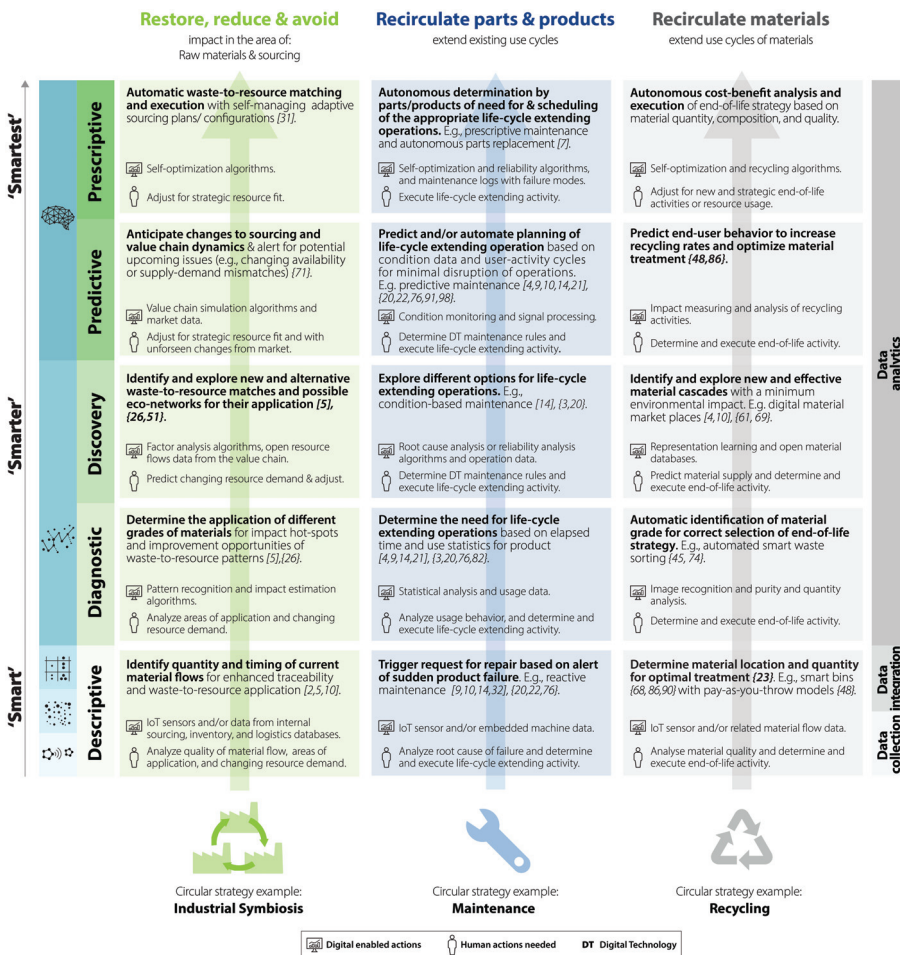 Restore, reduce & avoid
impact in the area of:
Raw materials & sourcing
Recirculate parts & products
extend existing use cycles
Recirculate materials
extend use cycles of materials
'Smartest'
Prescriptive
Automatic waste-to-resource matching
and execution with self-managing adaptive
sourcing plans/ configurations [31].
Self-optimization algorithms.
Adjust for strategic resource fit.
Autonomous determination by
parts/products of need for & scheduling
of the appropriate life-cycle extending
operations. E.g., prescriptive maintenance
and autonomous parts replacement [7].
Self-optimization and reliability algorithms,
and maintenance logs with failure modes.
Execute life-cycle extending activity.
Autonomous cost-benefit analysis and
execution of end-of-life strategy based on
material quantity, composition, and quality.
Self-optimization and recycling algorithms.
Adjust for new and strategic end-of-life
activities or resource usage.
Predictive
Anticipate changes to sourcing and
value chain dynamics & alert for potential
upcoming issues (e.g., changing availability
or supply-demand mismatches) {71}.
Value chain simulation algorithms and
market data.
Adjust for strategic resource fit and with
unforseen changes from market.
Predict and/or automate planning of
life-cycle extending operation based on
condition data and user-activity cycles
for minimal disruption of operations.
E.g. predictive maintenance [4,9,10,14,21],
{20,22,76,91,98}.
Condition monitoring and signal processing.
Determine DT maintenance rules and
execute life-cycle extending activity.
Predict end-user behavior to increase
recycling rates and optimize material
treatment {48,86}.
Impact measuring and analysis of recycling
activities.
Determine and execute end-of-life activity.
Data
analytics
'Smarter'
Discovery
Identify and explore new and alternative
waste-to-resource matches and possible
eco-networks for their application [5],
{26,51}.
Factor analysis algorithms, open resource
flows data from the value chain.
Predict changing resource demand & adjust.
Explore different options for life-cycle
extending operations. E.g.,
condition-based maintenance [14], {3,20}.
Root cause analysis or reliability analysis
algorithms and operation data.
Determine DT maintenance rules and
execute life-cycle extending activity.
Identify and explore new and effective
material cascades with a minimum
environmental impact. E.g. digital material
market places [4,10], {61, 69}.
Representation learning and open material
databases.
Predict material supply and determine and
execute end-of-life activity.
Diagnostic
Determine the application of different
grades of materials for impact hot-spots
and improvement opportunities of
waste-to-resource patterns [5],{26}.
Pattern recognition and impact estimation
algorithms.
Analyze areas of application and changing
resource demand.
Determine the need for life-cycle
extending operations based on elapsed
time and use statistics for product
[4,9,14,21], {3,20,76,82}.
Statistical analysis and usage data.
Analyze usage behavior, and determine and
execute life-cycle extending activity.
Automatic identification of material
grade for correct selection of end-of-life
strategy. E.g., automated smart waste
sorting {45, 74}.
Image recognition and purity and quantity
analysis.
Determine and execute end-of-life activity.
'Smart'
Descriptive
Identify quantity and timing of current
material flows for enhanced traceability
and waste-to-resource application [2,5,10].
IoT sensors and/or data from internal
sourcing, inventory, and logistics databases.
Analyze quality of material flow, areas of
application, and changing resource demand.
Trigger request for repair based on alert
of sudden product failure. E.g., reactive
maintenance [9,10,14,32], {20,22,76}.
IoT sensor and/or embedded machine data.
Analyze root cause of failure and determine
and execute life-cycle extending activity.
Determine material location and quantity
for optimal treatment {23}. E.g., smart bins
{68,86,90} with pay-as-you-throw models {48}.
IoT sensor and/or related material flow data.
Analyse material quality and determine and
execute end-of-life activity.
Data
integration
Data
collection
Circular strategy example:
Industrial Symbiosis
Circular strategy example:
Maintenance
Circular strategy example:
Recycling
Digital enabled actions
Human actions needed
DT Digital Technology